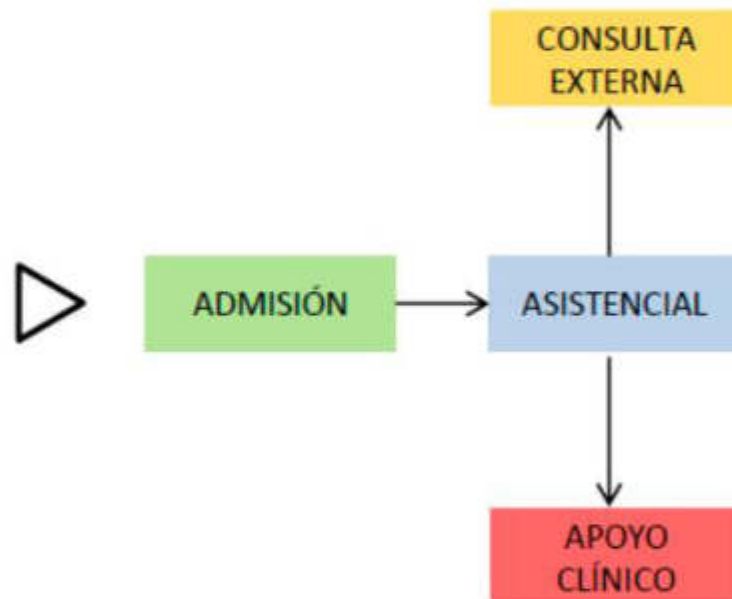 CONSULTA
EXTERNA
ADMISIÓN
ASISTENCIAL
APOYO
CLÍNICO